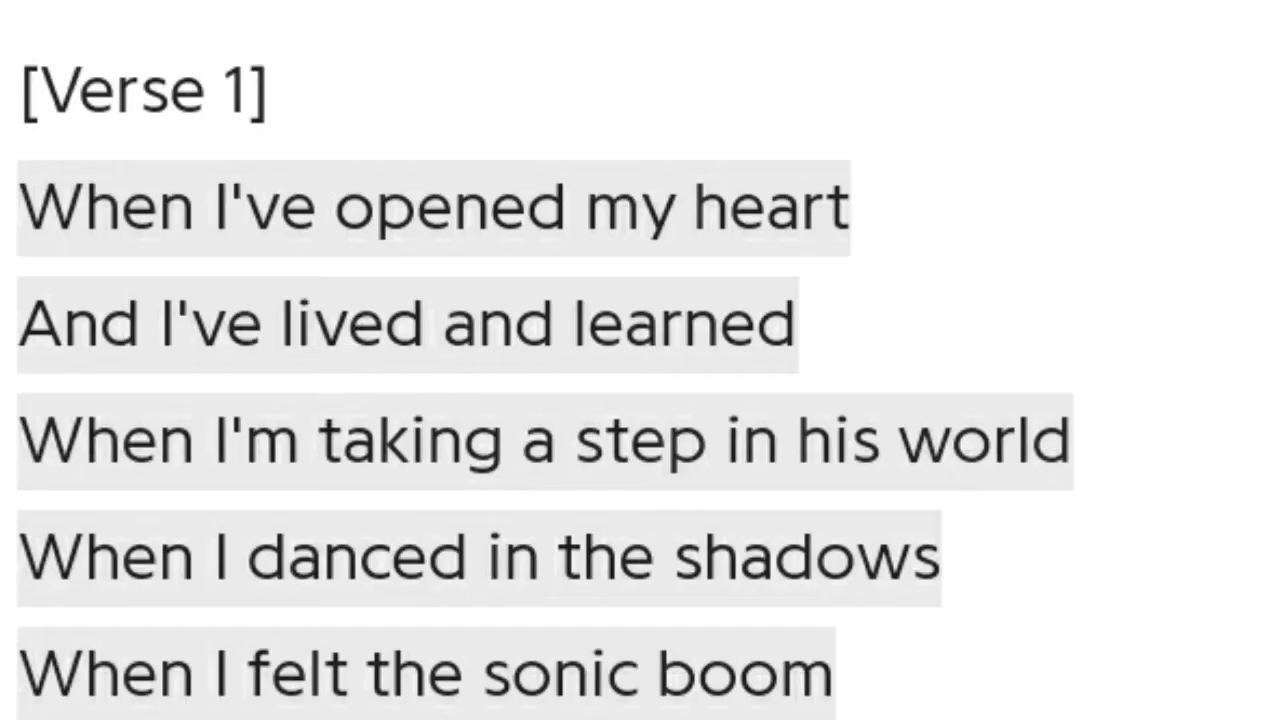 [Verse 1]
When I've opened my heart
And I've lived and learned
When I'm taking a step in his world
When I danced in the shadows
When I felt the sonic boom